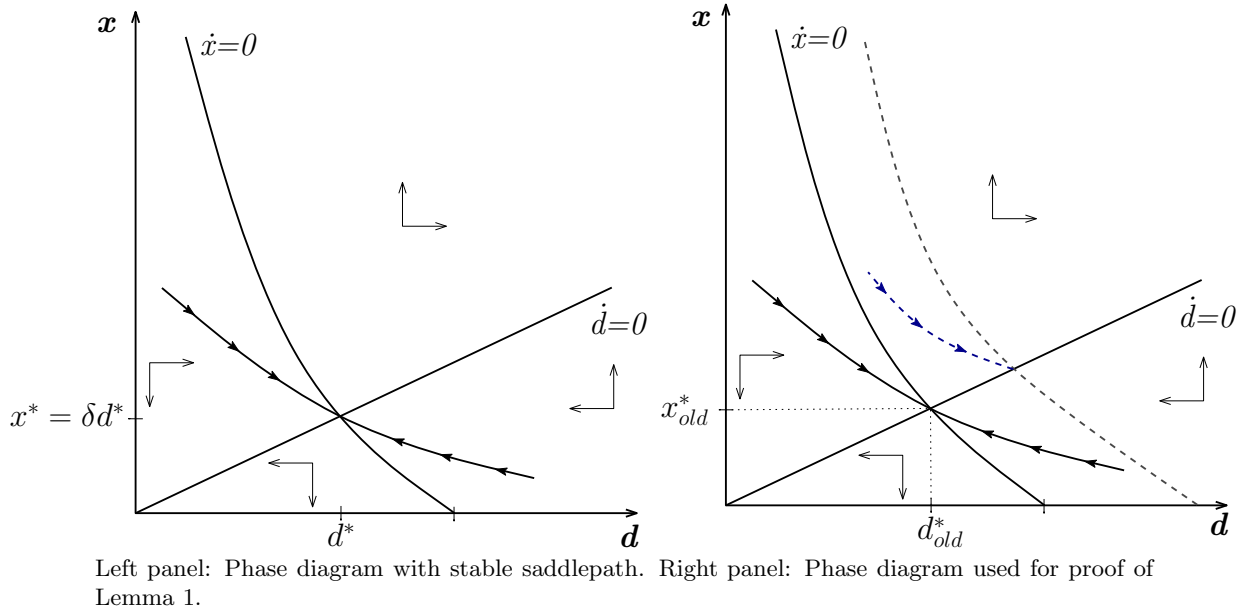 x
ẋ=0
ḋ=0
x* = δd*
d*
d
x
ẋ=0
ḋ=0
x*old
d*old
d
Left panel: Phase diagram with stable saddlepath. Right panel: Phase diagram used for proof of
Lemma 1.